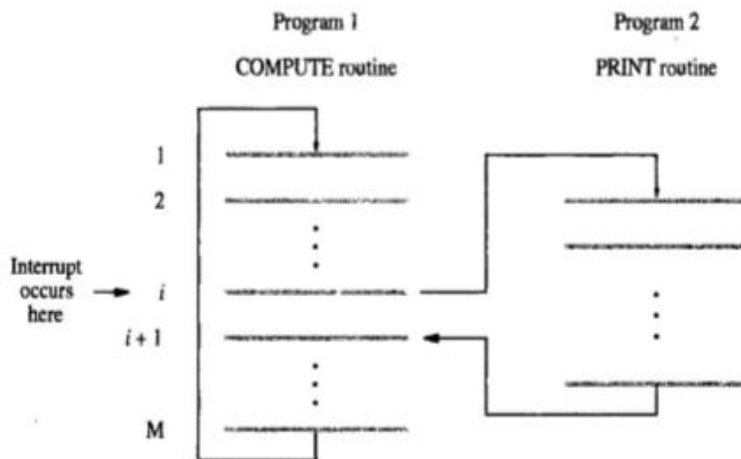 Program 1
COMPUTE routine
Program 2
PRINT routine
1
2
Interrupt
occurs
here
i
i + 1
M